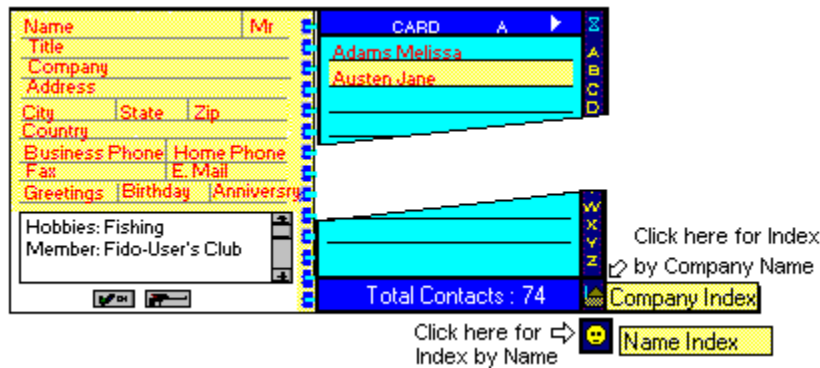 Name Mr
Title
Company
Address
City State Zip
Country
Business Phone Home Phone
Fax E. Mail
Greetings Birthday Anniversry
Hobbies: Fishing
Member: Fido-User's Club
OK
CARD A
Adams Melissa
Austen Jane
A
B
C
D
W
X
Y
Z
Total Contacts : 74
Click here for Index
by Company Name
Company Index
Click here for
Index by Name
Name Index